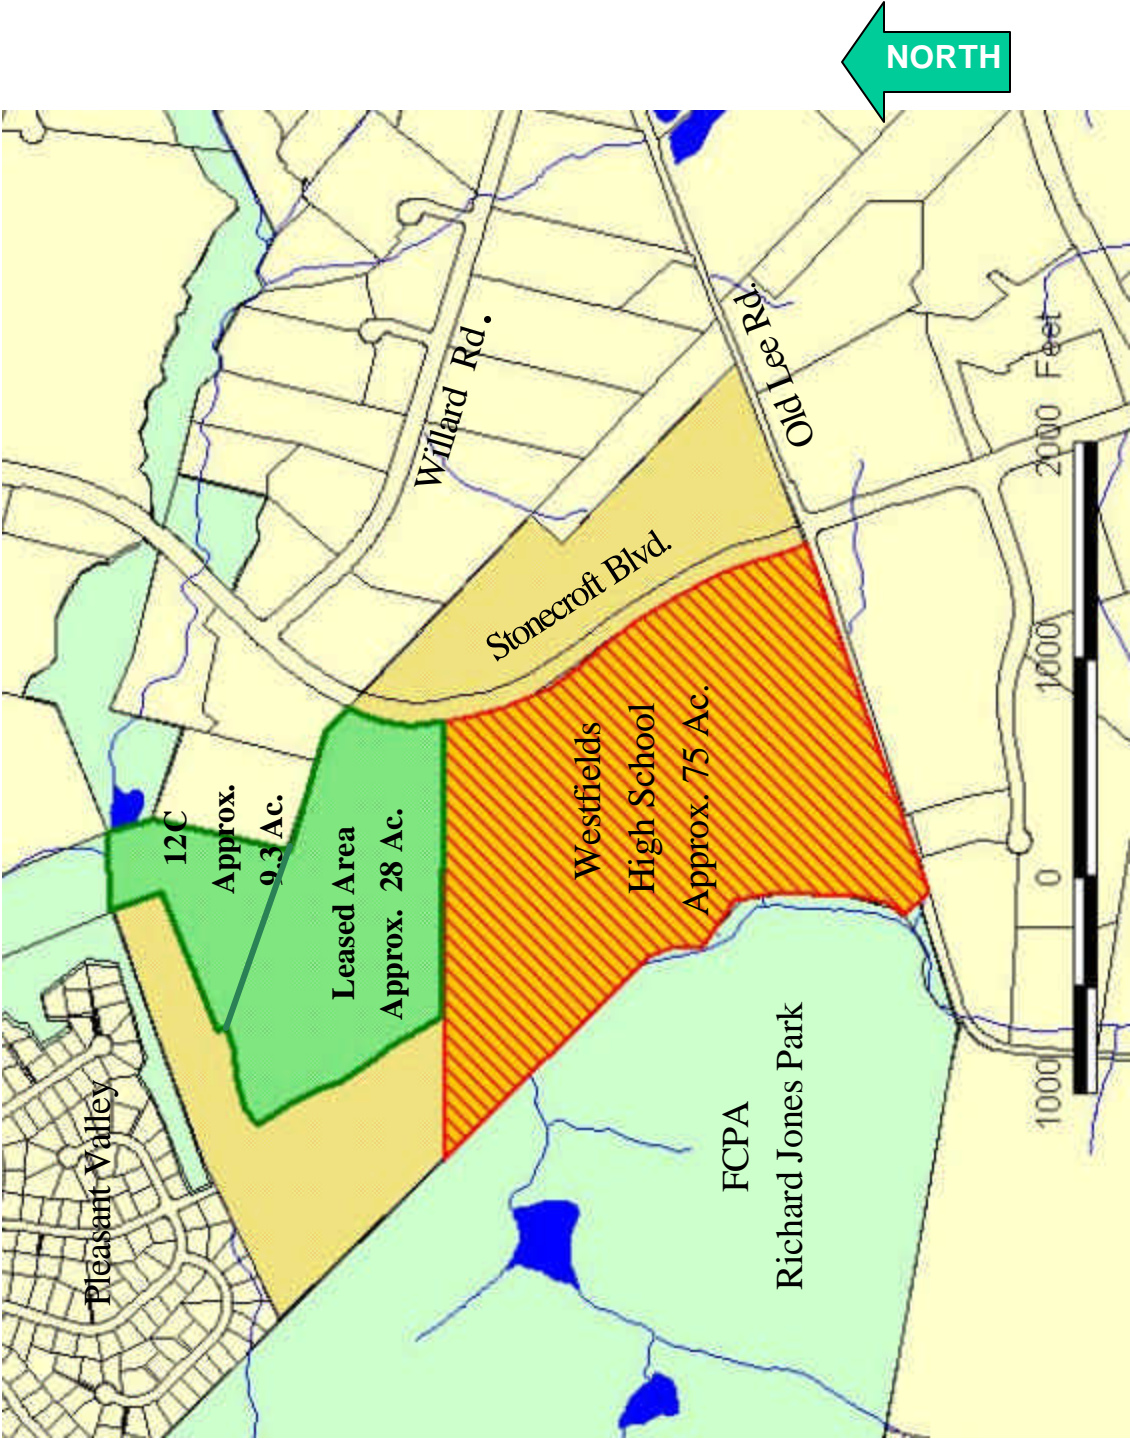 NORTH
Willard Rd.
Old Lee Rd.
Stonecroft Blvd.
12C
Approx.
9.3 Ac.
Leased Area
Approx. 28 Ac.
Westfields
High School
Approx. 75 Ac.
Pleasant Valley
FCPA
Richard Jones Park
1000 0 1000 2000 Feet